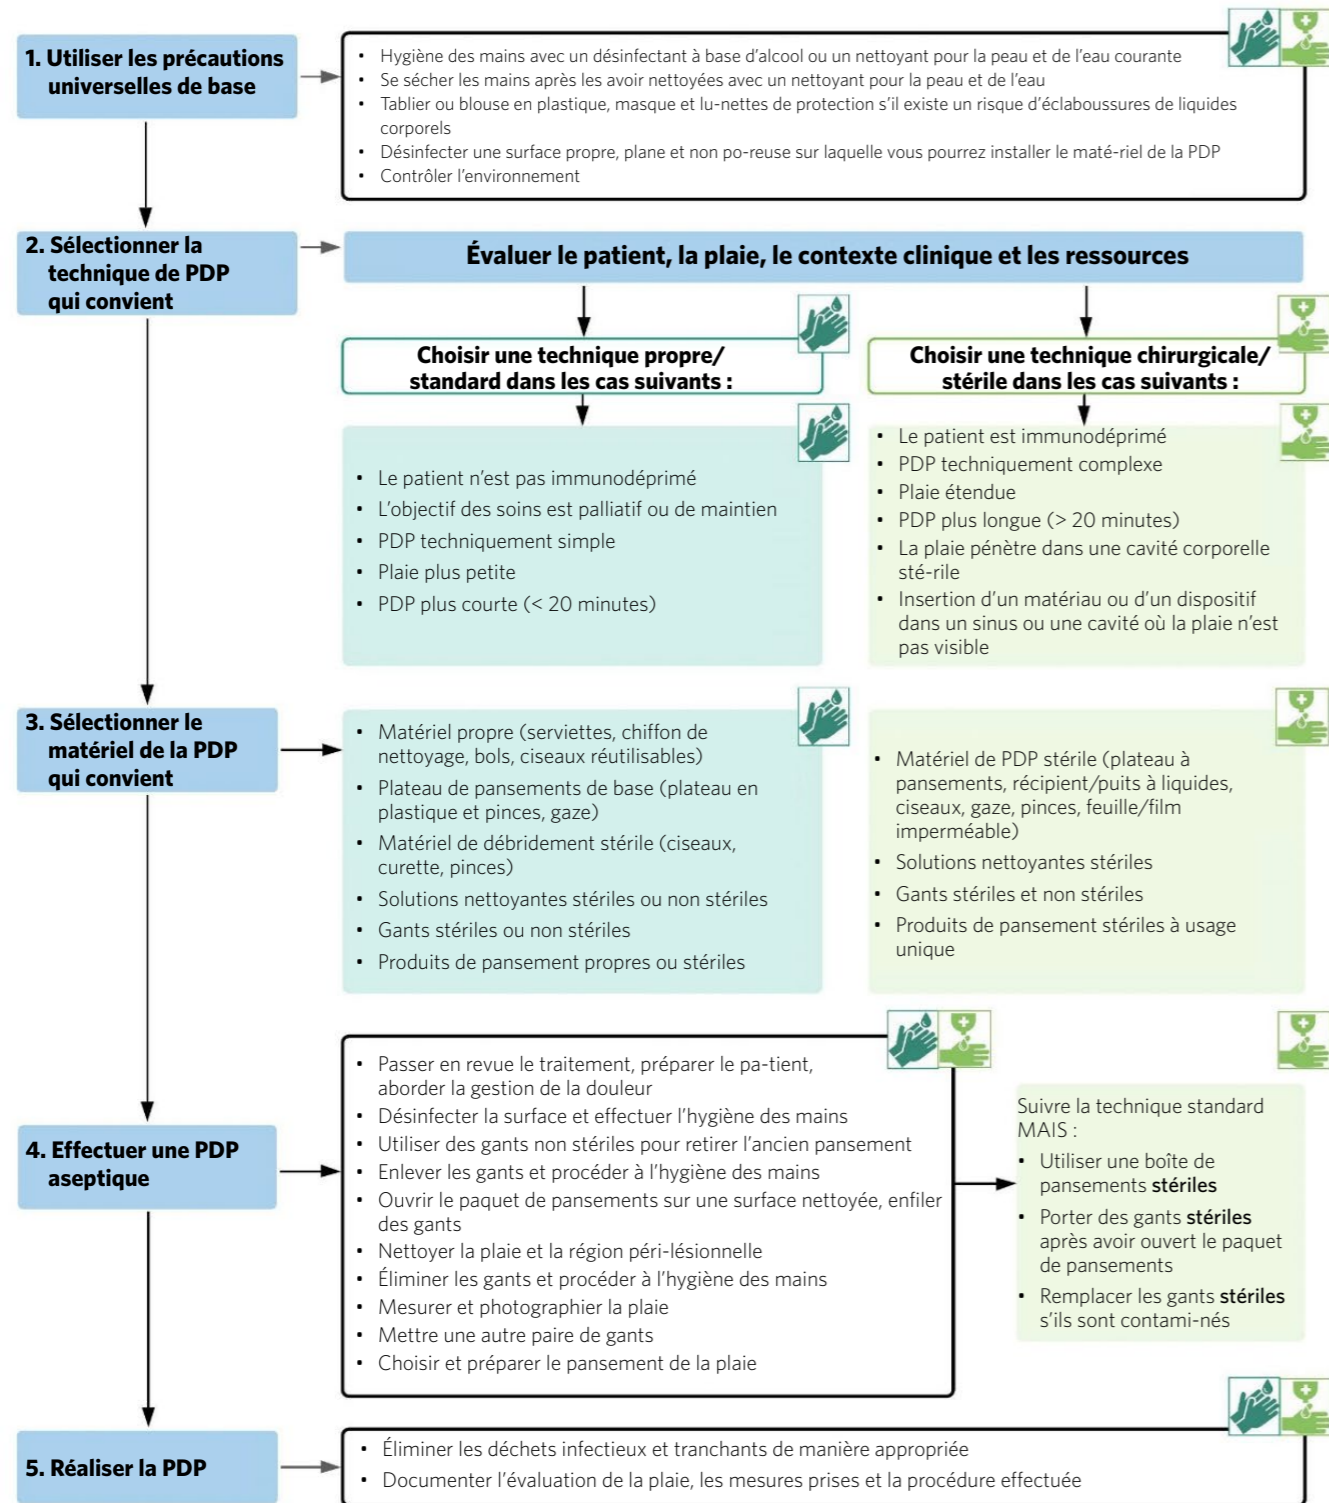 1. Utiliser les précautions
universelles de base
• Hygiène des mains avec un désinfectant à base d'alcool ou un nettoyant pour la peau et de l'eau courante
• Se sécher les mains après les avoir nettoyées avec un nettoyant pour la peau et de l'eau
• Tablier ou blouse en plastique, masque et lu-nettes de protection s'il existe un risque d'éclaboussures de liquides
corporels
• Désinfecter une surface propre, plane et non po-reuse sur laquelle vous pourrez installer le maté-riel de la PDP
• Contrôler l'environnement
2. Sélectionner la
technique de PDP
qui convient
Évaluer le patient, la plaie, le contexte clinique et les ressources
Choisir une technique propre/
standard dans les cas suivants :
• Le patient n'est pas immunodéprimé
• L'objectif des soins est palliatif ou de maintien
• PDP techniquement simple
• Plaie plus petite
• PDP plus courte (< 20 minutes)
Choisir une technique chirurgicale/
stérile dans les cas suivants :
• Le patient est immunodéprimé
• PDP techniquement complexe
• Plaie étendue
• PDP plus longue (> 20 minutes)
• La plaie pénètre dans une cavité corporelle
sté-rile
• Insertion d'un matériau ou d'un dispositif
dans un sinus ou une cavité où la plaie n'est
pas visible
3. Sélectionner le
matériel de la PDP
qui convient
• Matériel propre (serviettes, chiffon de
nettoyage, bols, ciseaux réutilisables)
• Plateau de pansements de base (plateau en
plastique et pinces, gaze)
• Matériel de débridement stérile (ciseaux,
curette, pinces)
• Solutions nettoyantes stériles ou non stériles
• Gants stériles ou non stériles
• Produits de pansement propres ou stériles
• Matériel de PDP stérile (plateau à
pansements, récipient/puits à liquides,
ciseaux, gaze, pinces, feuille/film
imperméable)
• Solutions nettoyantes stériles
• Gants stériles et non stériles
• Produits de pansement stériles à usage
unique
4. Effectuer une PDP
aseptique
• Passer en revue le traitement, préparer le pa-tient,
aborder la gestion de la douleur
• Désinfecter la surface et effectuer l'hygiène des mains
• Utiliser des gants non stériles pour retirer l'ancien pansement
• Enlever les gants et procéder à l'hygiène des mains
• Ouvrir le paquet de pansements sur une surface nettoyée, enfiler
des gants
• Nettoyer la plaie et la région péri-lésionnelle
• Éliminer les gants et procéder à l'hygiène des mains
• Mesurer et photographier la plaie
• Mettre une autre paire de gants
• Choisir et préparer le pansement de la plaie
Suivre la technique standard
MAIS :
• Utiliser une boîte de
pansements stériles
• Porter des gants stériles
après avoir ouvert le paquet
de pansements
• Remplacer les gants stériles
s'ils sont contami-nés
5. Réaliser la PDP
• Éliminer les déchets infectieux et tranchants de manière appropriée
• Documenter l'évaluation de la plaie, les mesures prises et la procédure effectuée